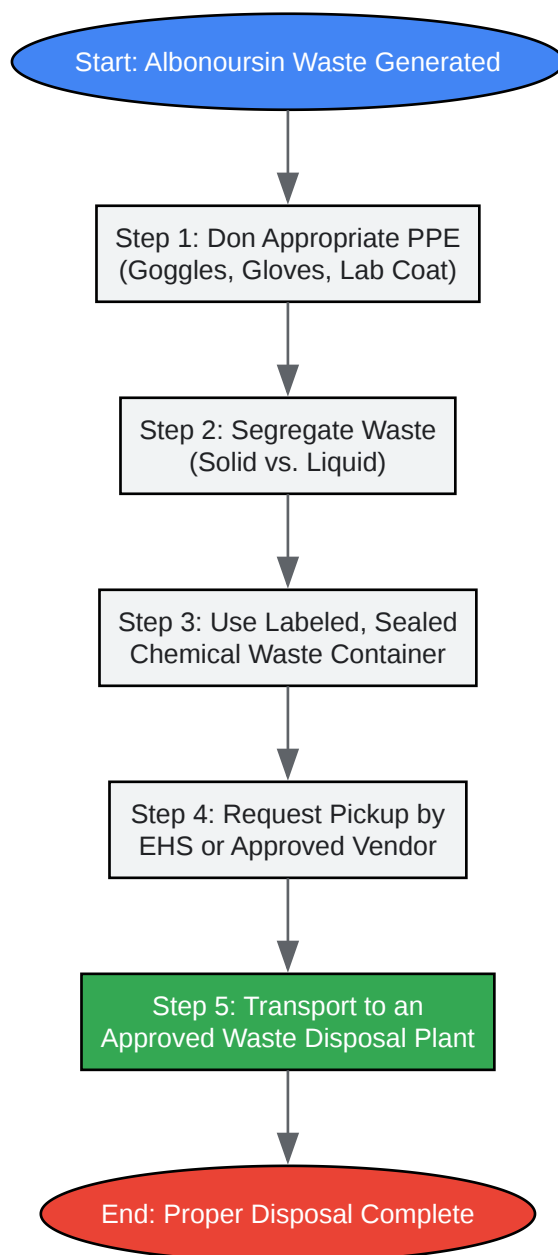 Start: Albonoursin Waste Generated
Step 1: Don Appropriate PPE
(Goggles, Gloves, Lab Coat)
Step 2: Segregate Waste
(Solid vs. Liquid)
Step 3: Use Labeled, Sealed
Chemical Waste Container
Step 4: Request Pickup by
EHS or Approved Vendor
Step 5: Transport to an
Approved Waste Disposal Plant
End: Proper Disposal Complete